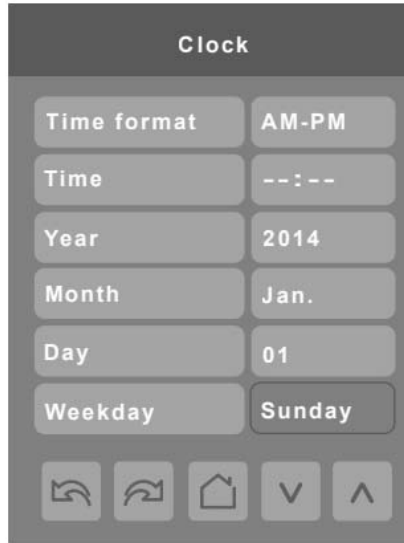 Clock
Time format AM-PM
Time --:--
Year 2014
Month Jan.
Day 01
Weekday Sunday